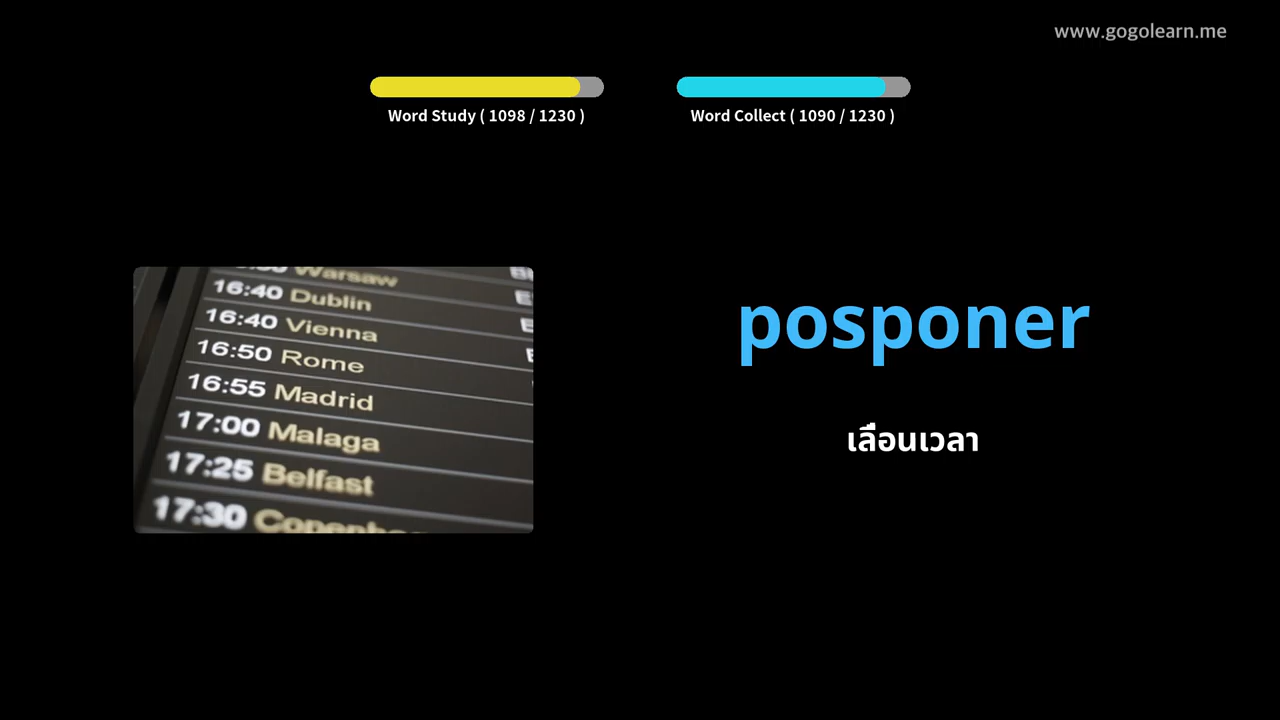 www.gogolearn.me
Word Study ( 1098 / 1230 )
Word Collect ( 1090 / 1230 )
Warsaw
16:40 Dublin
16:40 Vienna
16:50 Rome
16:55 Madrid
17:00 Malaga
17:25 Belfast
17:30
posponer
เลื่อนเวลา